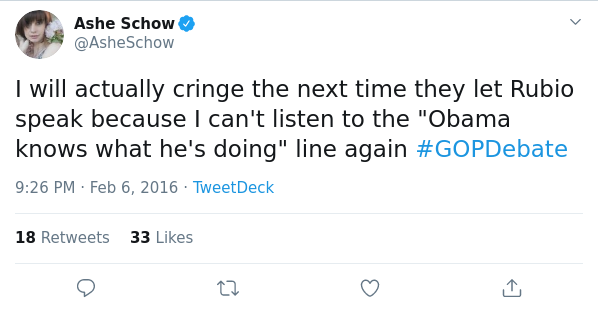 Ashe Schow
@AsheSchow
I will actually cringe the next time they let Rubio
speak because I can't listen to the "Obama
knows what he's doing" line again #GOPDebate
9:26 PM · Feb 6, 2016 · TweetDeck
18 Retweets 33 Likes